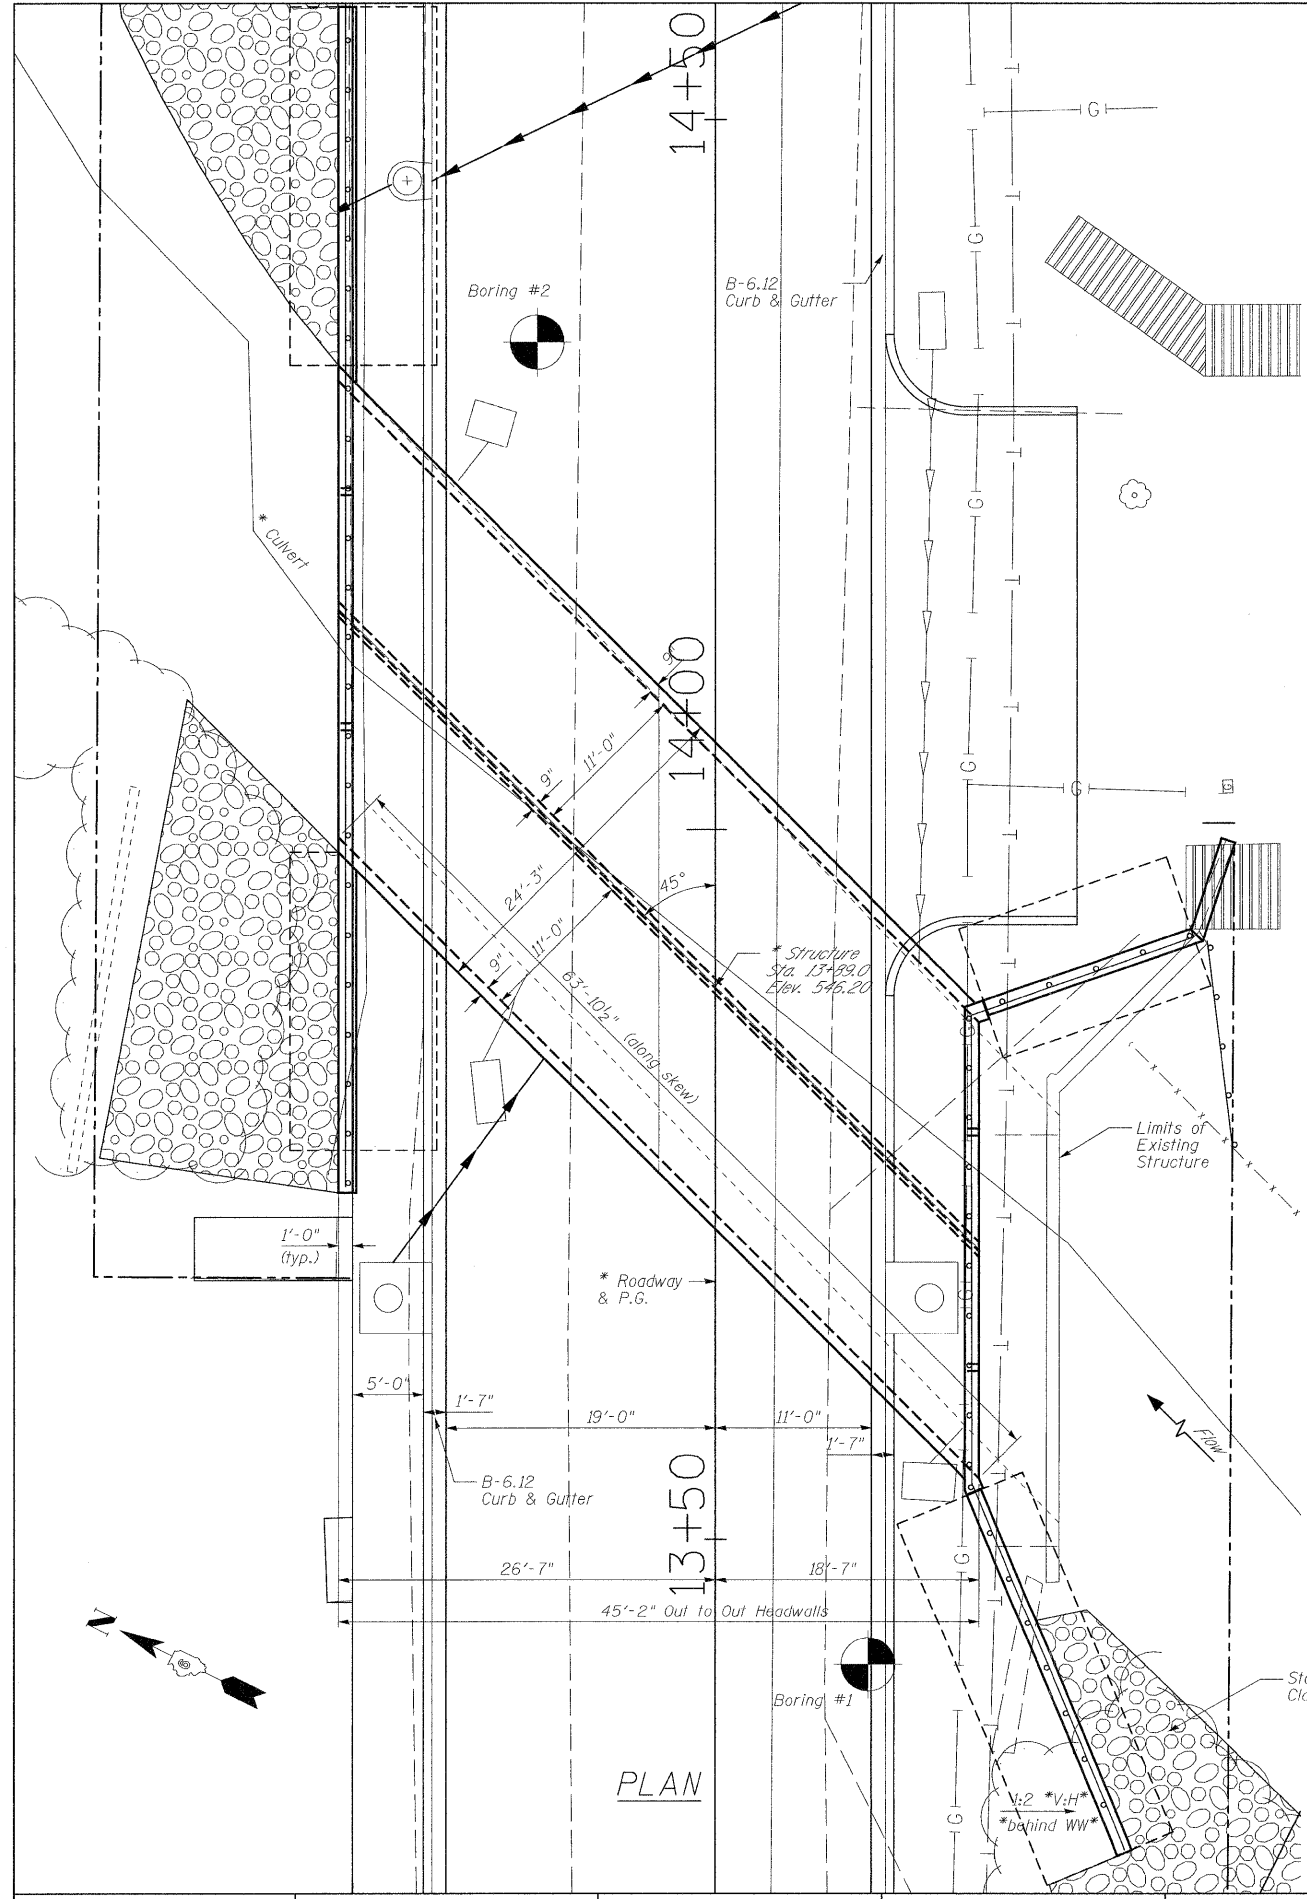 14+50
G
Boring #2
B-6.12
Curb & Gutter
T
T
G
T
T
G
T
* Culvert
T
9"
14+00
T
11'-0"
9"
G
G
G
T
24'-3"
45°
11'-0"
9"
* Structure
Sta. 13+89.0
Elev. 546.20
63'-10½" (along skew)
G
T
Limits of
Existing
Structure
x x x x x x x
T
1'-0"
(typ.)
* Roadway
& P.G.
G
T
5'-0"
1'-7"
19'-0"
11'-0"
1'-7"
Flow
B-6.12
Curb & Gutter
13+50
26'-7"
18'-7"
G
45'-2" Out to Out Headwalls
T
N
Boring #1
T
PLAN
G
1:2 *V:H*
*behind WW*
T